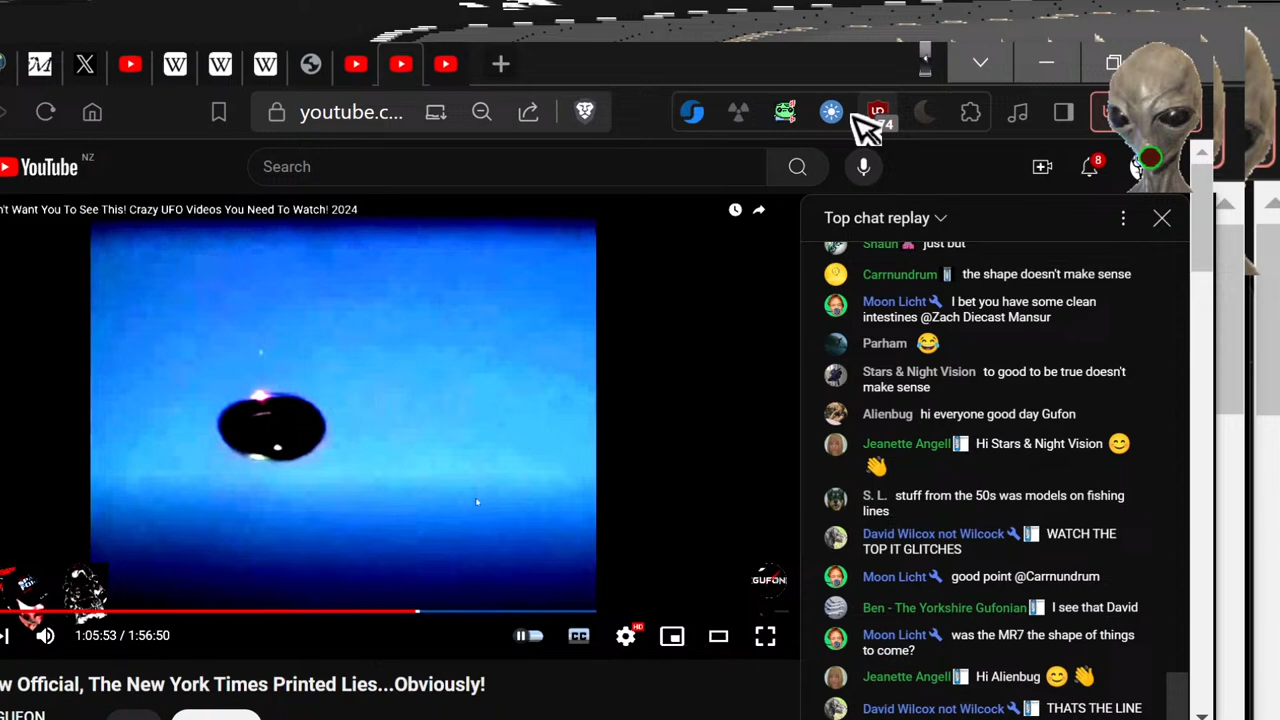 youtube.c...
74
YouTube NZ
Search
8
n't Want You To See This! Crazy UFO Videos You Need To Watch! 2024
Top chat replay
Shaun just but
Carrnundrum the shape doesn't make sense
Moon Licht I bet you have some clean
intestines @Zach Diecast Mansur
Parham
Stars & Night Vision to good to be true doesn't
make sense
Alienbug hi everyone good day Gufon
Jeanette Angell Hi Stars & Night Vision
S. L. stuff from the 50s was models on fishing
lines
David Wilcox not Wilcock WATCH THE
TOP IT GLITCHES
Moon Licht good point @Carrnundrum
GUFON
Ben - The Yorkshire Gufonian I see that David
1:05:53 / 1:56:50
CC
HD
Moon Licht was the MR7 the shape of things
to come?
w Official, The New York Times Printed Lies...Obviously!
Jeanette Angell Hi Alienbug
David Wilcox not Wilcock THATS THE LINE
GUFON